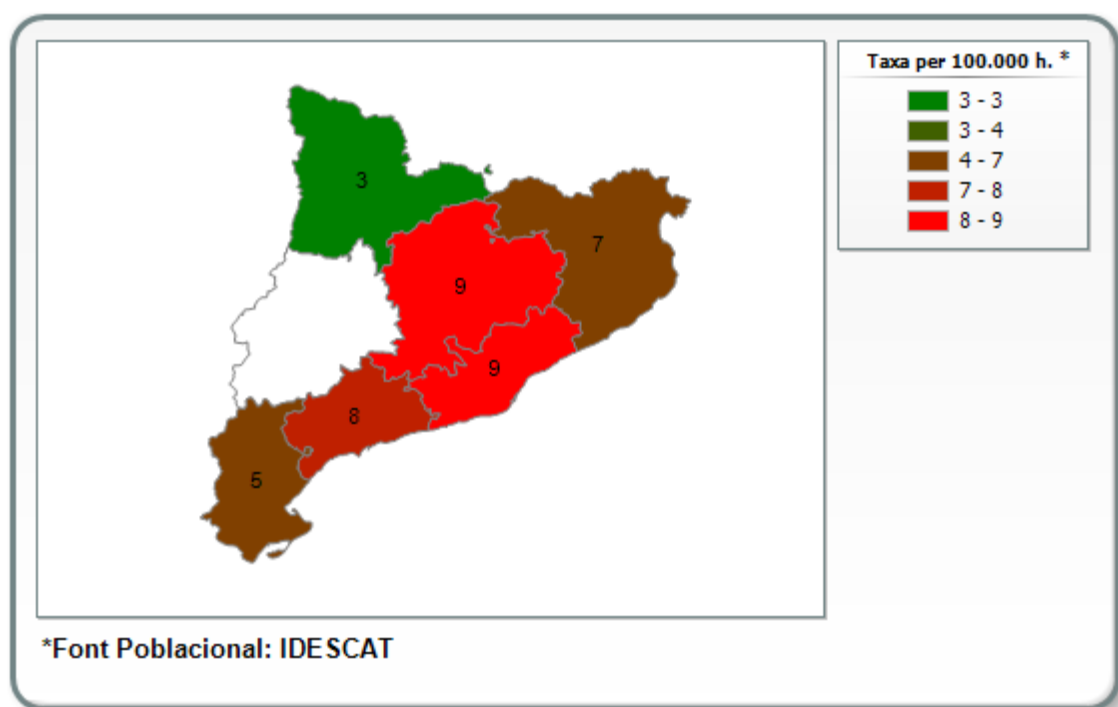 Taxa per 100.000 h. *
3 - 3
3 - 4
4 - 7
7 - 8
8 - 9
3
7
9
9
8
5
*Font Poblacional: IDESCAT